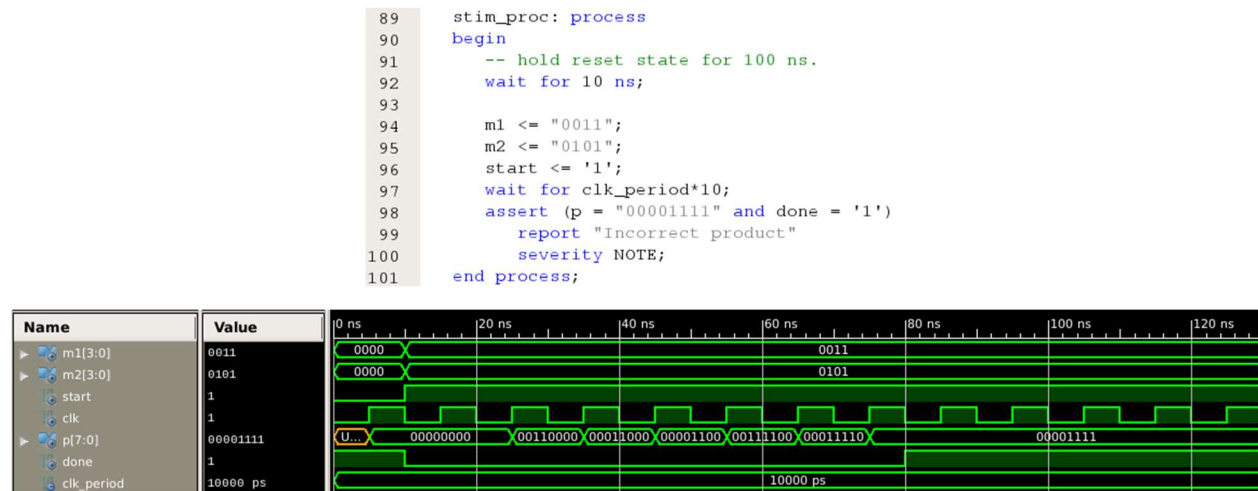 89 stim_proc: process
90 begin
91 -- hold reset state for 100 ns.
92 wait for 10 ns;
93
94 m1 <= "0011";
95 m2 <= "0101";
96 start <= '1';
97 wait for clk_period*10;
98 assert (p = "00001111" and done = '1')
99 report "Incorrect product"
100 severity NOTE;
101 end process;
Name Value 0 ns 20 ns 40 ns 60 ns 80 ns 100 ns 120 ns
m1[3:0] 0011 0000 0011
m2[3:0] 0101 0000 0101
start 1
clk 1
p[7:0] 00001111 U... 00000000 00110000 00011000 00001100 00111100 00011110 00001111
done 1
clk_period 10000 ps 10000 ps